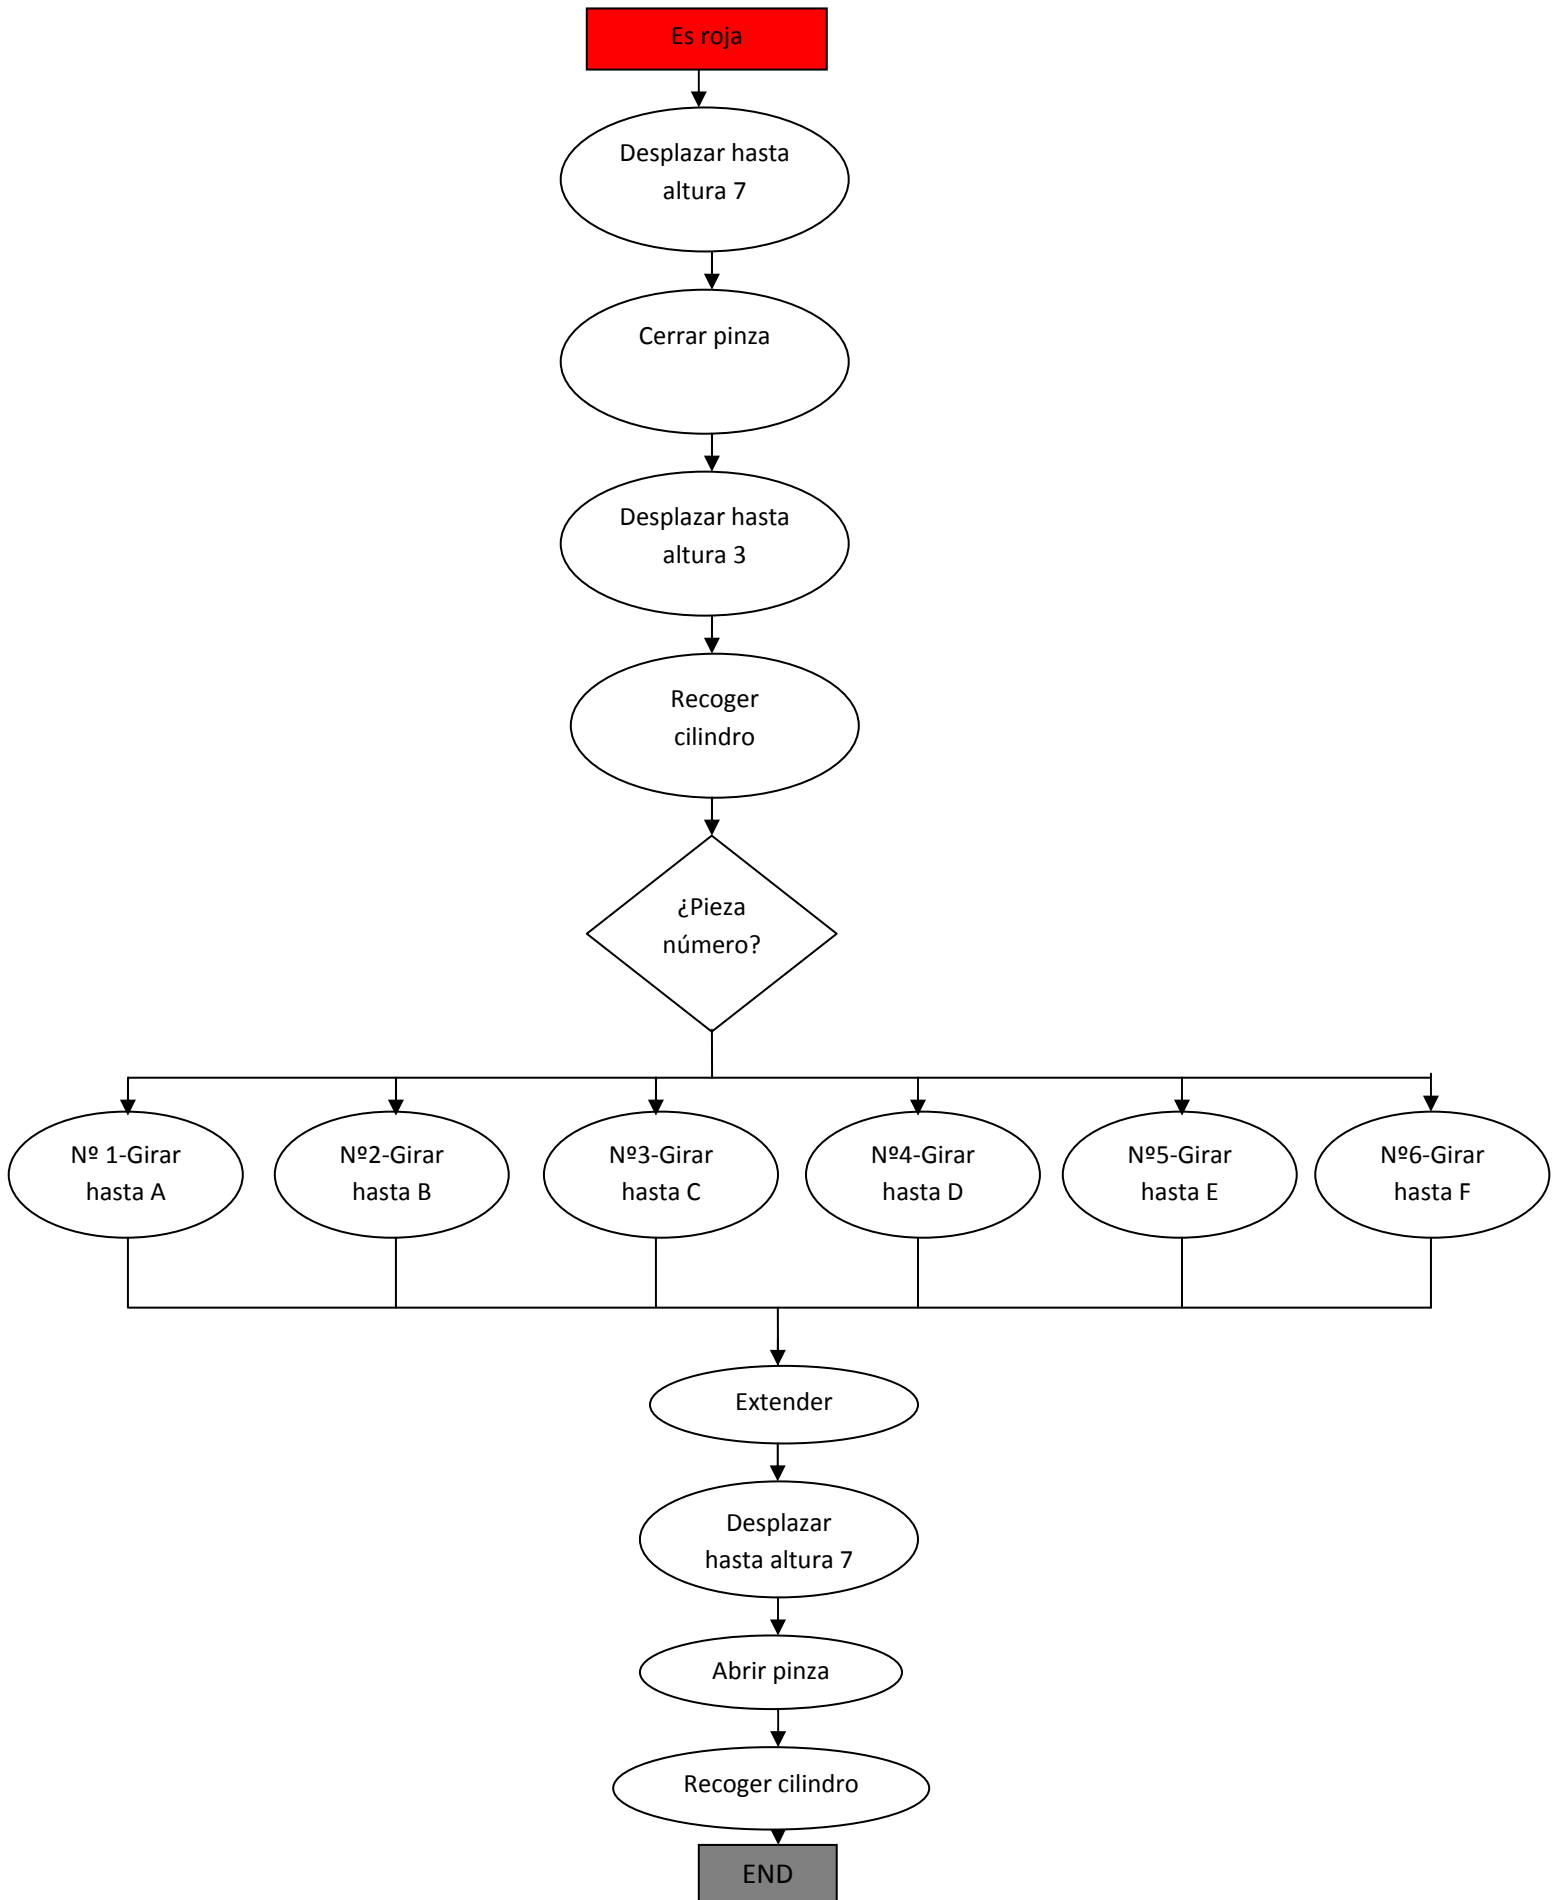 Es roja
Desplazar hasta
altura 7
Cerrar pinza
Desplazar hasta
altura 3
Recoger
cilindro
¿Pieza
número?
Nº 1-Girar
hasta A
Nº2-Girar
hasta B
Nº3-Girar
hasta C
Nº4-Girar
hasta D
Nº5-Girar
hasta E
Nº6-Girar
hasta F
Extender
Desplazar
hasta altura 7
Abrir pinza
Recoger cilindro
END